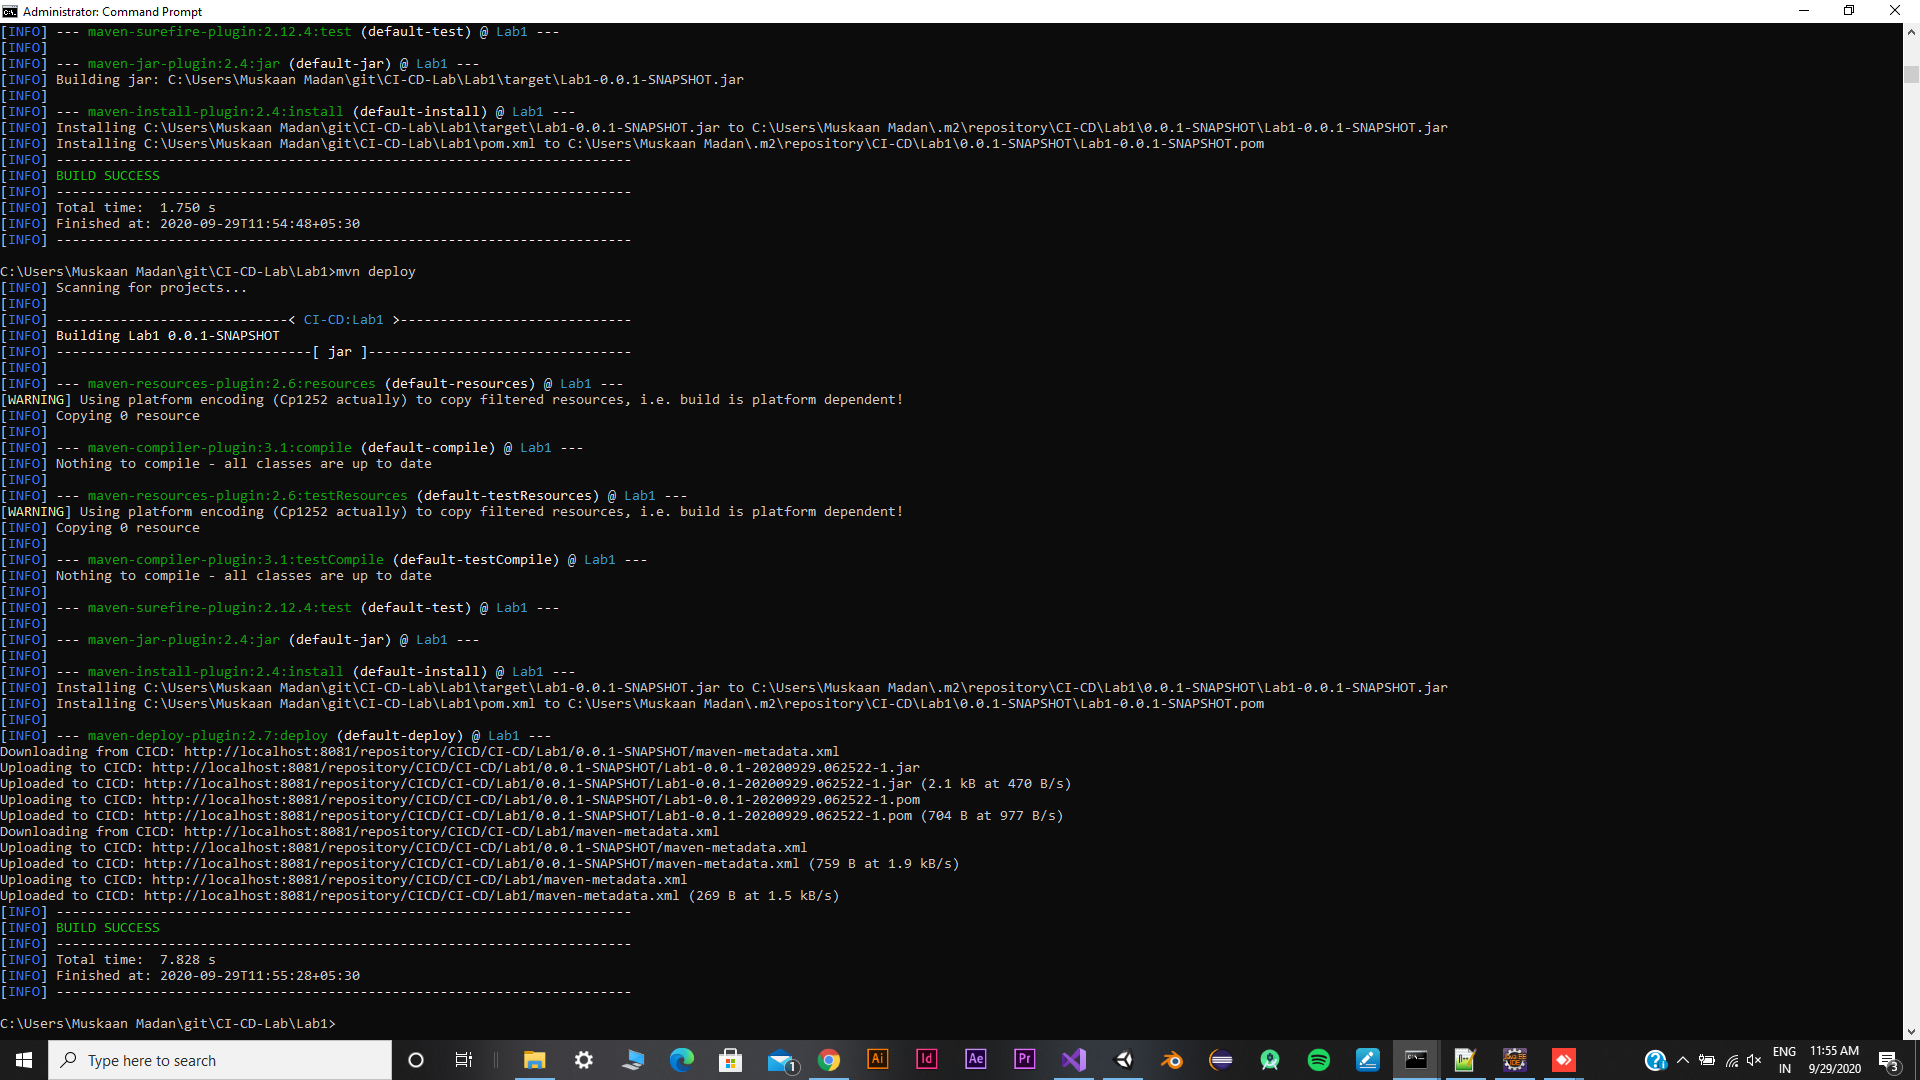 Administrator: Command Prompt
[INFO] --- maven-surefire-plugin:2.12.4:test (default-test) @ Lab1 ---
[INFO]
[INFO] --- maven-jar-plugin:2.4:jar (default-jar) @ Lab1 ---
[INFO] Building jar: C:\Users\Muskaan Madan\git\CI-CD-Lab\Lab1\target\Lab1-0.0.1-SNAPSHOT.jar
[INFO]
[INFO] --- maven-install-plugin:2.4:install (default-install) @ Lab1 ---
[INFO] Installing C:\Users\Muskaan Madan\git\CI-CD-Lab\Lab1\target\Lab1-0.0.1-SNAPSHOT.jar to C:\Users\Muskaan Madan\.m2\repository\CI-CD\Lab1\0.0.1-SNAPSHOT\Lab1-0.0.1-SNAPSHOT.jar
[INFO] Installing C:\Users\Muskaan Madan\git\CI-CD-Lab\Lab1\pom.xml to C:\Users\Muskaan Madan\.m2\repository\CI-CD\Lab1\0.0.1-SNAPSHOT\Lab1-0.0.1-SNAPSHOT.pom
[INFO] ------------------------------------------------------------------------
[INFO] BUILD SUCCESS
[INFO] ------------------------------------------------------------------------
[INFO] Total time:  1.750 s
[INFO] Finished at: 2020-09-29T11:54:48+05:30
[INFO] ------------------------------------------------------------------------
C:\Users\Muskaan Madan\git\CI-CD-Lab\Lab1>mvn deploy
[INFO] Scanning for projects...
[INFO]
[INFO] -----------------------------< CI-CD:Lab1 >-----------------------------
[INFO] Building Lab1 0.0.1-SNAPSHOT
[INFO] --------------------------------[ jar ]---------------------------------
[INFO]
[INFO] --- maven-resources-plugin:2.6:resources (default-resources) @ Lab1 ---
[WARNING] Using platform encoding (Cp1252 actually) to copy filtered resources, i.e. build is platform dependent!
[INFO] Copying 0 resource
[INFO]
[INFO] --- maven-compiler-plugin:3.1:compile (default-compile) @ Lab1 ---
[INFO] Nothing to compile - all classes are up to date
[INFO]
[INFO] --- maven-resources-plugin:2.6:testResources (default-testResources) @ Lab1 ---
[WARNING] Using platform encoding (Cp1252 actually) to copy filtered resources, i.e. build is platform dependent!
[INFO] Copying 0 resource
[INFO]
[INFO] --- maven-compiler-plugin:3.1:testCompile (default-testCompile) @ Lab1 ---
[INFO] Nothing to compile - all classes are up to date
[INFO]
[INFO] --- maven-surefire-plugin:2.12.4:test (default-test) @ Lab1 ---
[INFO]
[INFO] --- maven-jar-plugin:2.4:jar (default-jar) @ Lab1 ---
[INFO]
[INFO] --- maven-install-plugin:2.4:install (default-install) @ Lab1 ---
[INFO] Installing C:\Users\Muskaan Madan\git\CI-CD-Lab\Lab1\target\Lab1-0.0.1-SNAPSHOT.jar to C:\Users\Muskaan Madan\.m2\repository\CI-CD\Lab1\0.0.1-SNAPSHOT\Lab1-0.0.1-SNAPSHOT.jar
[INFO] Installing C:\Users\Muskaan Madan\git\CI-CD-Lab\Lab1\pom.xml to C:\Users\Muskaan Madan\.m2\repository\CI-CD\Lab1\0.0.1-SNAPSHOT\Lab1-0.0.1-SNAPSHOT.pom
[INFO]
[INFO] --- maven-deploy-plugin:2.7:deploy (default-deploy) @ Lab1 ---
Downloading from CICD: http://localhost:8081/repository/CICD/CI-CD/Lab1/0.0.1-SNAPSHOT/maven-metadata.xml
Uploading to CICD: http://localhost:8081/repository/CICD/CI-CD/Lab1/0.0.1-SNAPSHOT/Lab1-0.0.1-20200929.062522-1.jar
Uploaded to CICD: http://localhost:8081/repository/CICD/CI-CD/Lab1/0.0.1-SNAPSHOT/Lab1-0.0.1-20200929.062522-1.jar (2.1 kB at 470 B/s)
Uploading to CICD: http://localhost:8081/repository/CICD/CI-CD/Lab1/0.0.1-SNAPSHOT/Lab1-0.0.1-20200929.062522-1.pom
Uploaded to CICD: http://localhost:8081/repository/CICD/CI-CD/Lab1/0.0.1-SNAPSHOT/Lab1-0.0.1-20200929.062522-1.pom (704 B at 977 B/s)
Downloading from CICD: http://localhost:8081/repository/CICD/CI-CD/Lab1/maven-metadata.xml
Uploading to CICD: http://localhost:8081/repository/CICD/CI-CD/Lab1/0.0.1-SNAPSHOT/maven-metadata.xml
Uploaded to CICD: http://localhost:8081/repository/CICD/CI-CD/Lab1/0.0.1-SNAPSHOT/maven-metadata.xml (759 B at 1.9 kB/s)
Uploading to CICD: http://localhost:8081/repository/CICD/CI-CD/Lab1/maven-metadata.xml
Uploaded to CICD: http://localhost:8081/repository/CICD/CI-CD/Lab1/maven-metadata.xml (269 B at 1.5 kB/s)
[INFO] ------------------------------------------------------------------------
[INFO] BUILD SUCCESS
[INFO] ------------------------------------------------------------------------
[INFO] Total time:  7.828 s
[INFO] Finished at: 2020-09-29T11:55:28+05:30
[INFO] ------------------------------------------------------------------------
C:\Users\Muskaan Madan\git\CI-CD-Lab\Lab1>
Type here to search
1
Ai
Id
Ae
Pr
ENG
IN
11:55 AM
9/29/2020
3